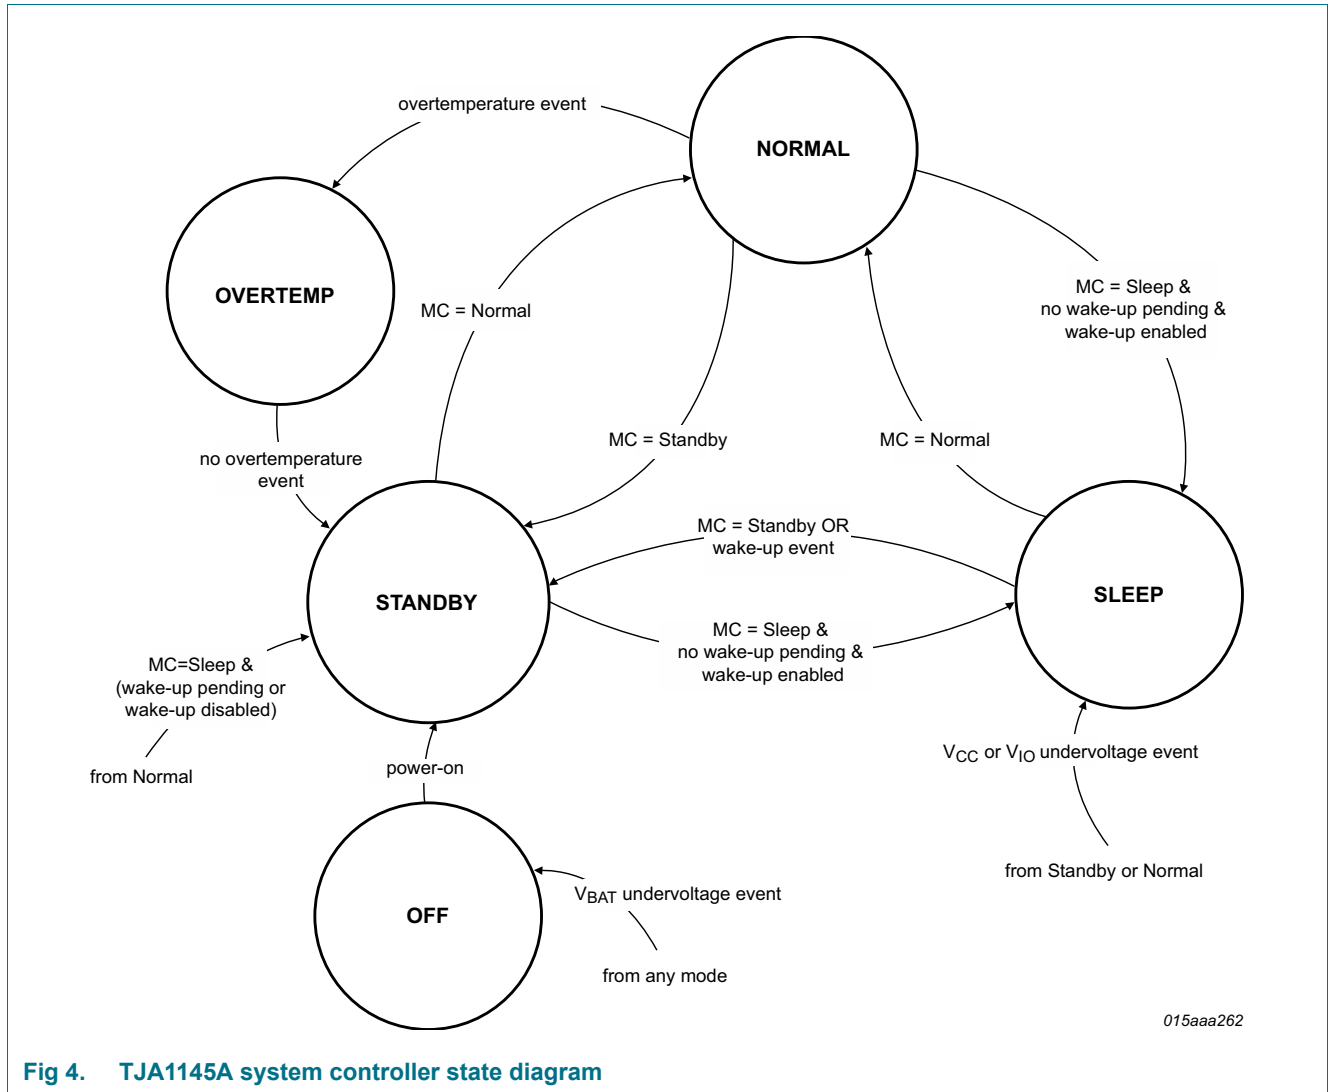 overtemperature event
NORMAL
OVERTEMP
MC = Normal
MC = Sleep &
no wake-up pending &
wake-up enabled
no overtemperature
event
MC = Standby
MC = Normal
MC = Standby OR
wake-up event
STANDBY
SLEEP
MC = Sleep &
no wake-up pending &
wake-up enabled
MC=Sleep &
(wake-up pending or
wake-up disabled)
from Normal
power-on
VCC or VIO undervoltage event
from Standby or Normal
OFF
VBAT undervoltage event
from any mode
015aaa262
Fig 4. TJA1145A system controller state diagram